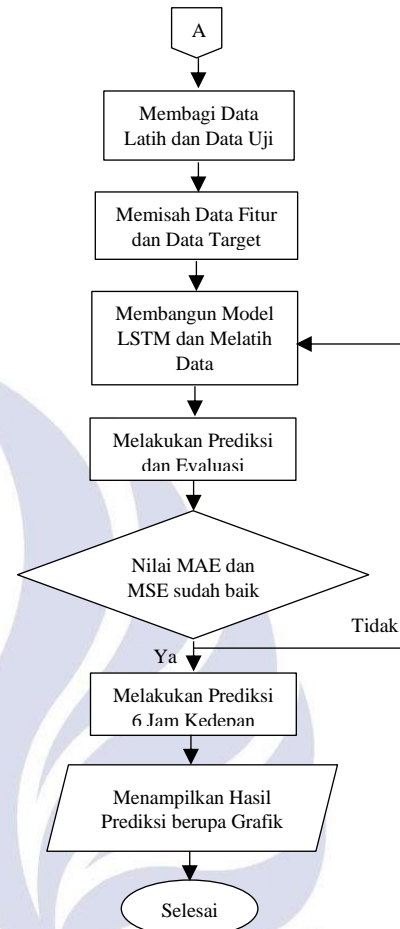 A
Membagi Data
Latih dan Data Uji
Memisah Data Fitur
dan Data Target
Membangun Model
LSTM dan Melatih
Data
Melakukan Prediksi
dan Evaluasi
Nilai MAE dan
MSE sudah baik
Tidak
Ya
Melakukan Prediksi
6 Jam Kedepan
Menampilkan Hasil
Prediksi berupa Grafik
Selesai